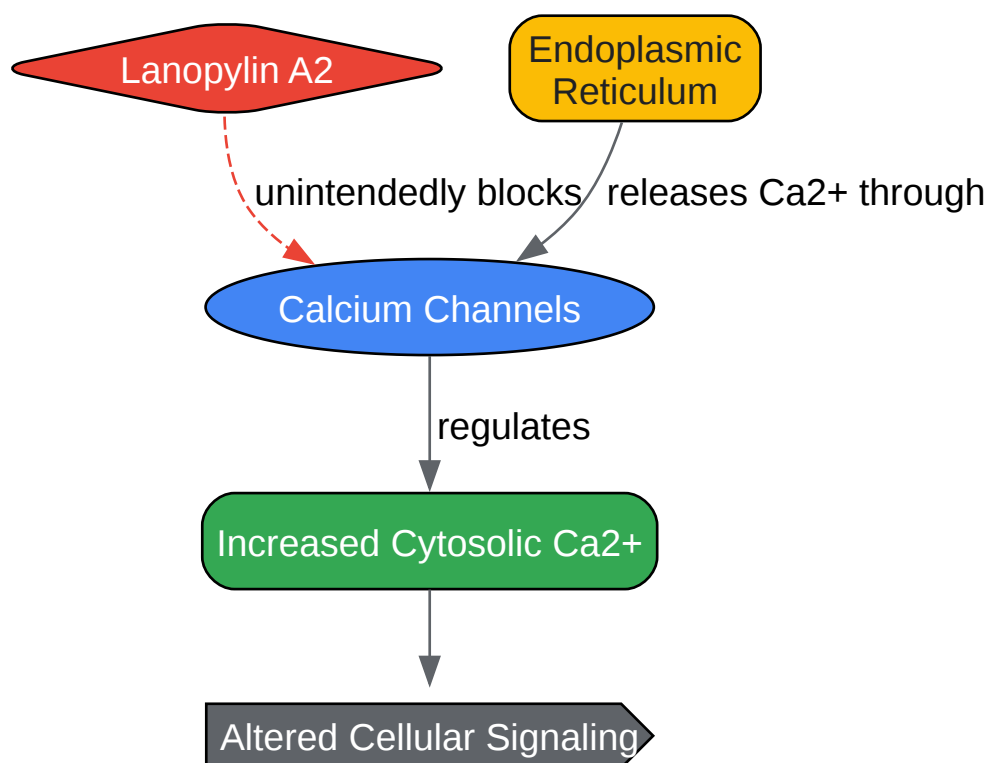 Lanopylin A2
Endoplasmic
Reticulum
unintendedly blocks
releases Ca2+ through
Calcium Channels
regulates
Increased Cytosolic Ca2+
Altered Cellular Signaling